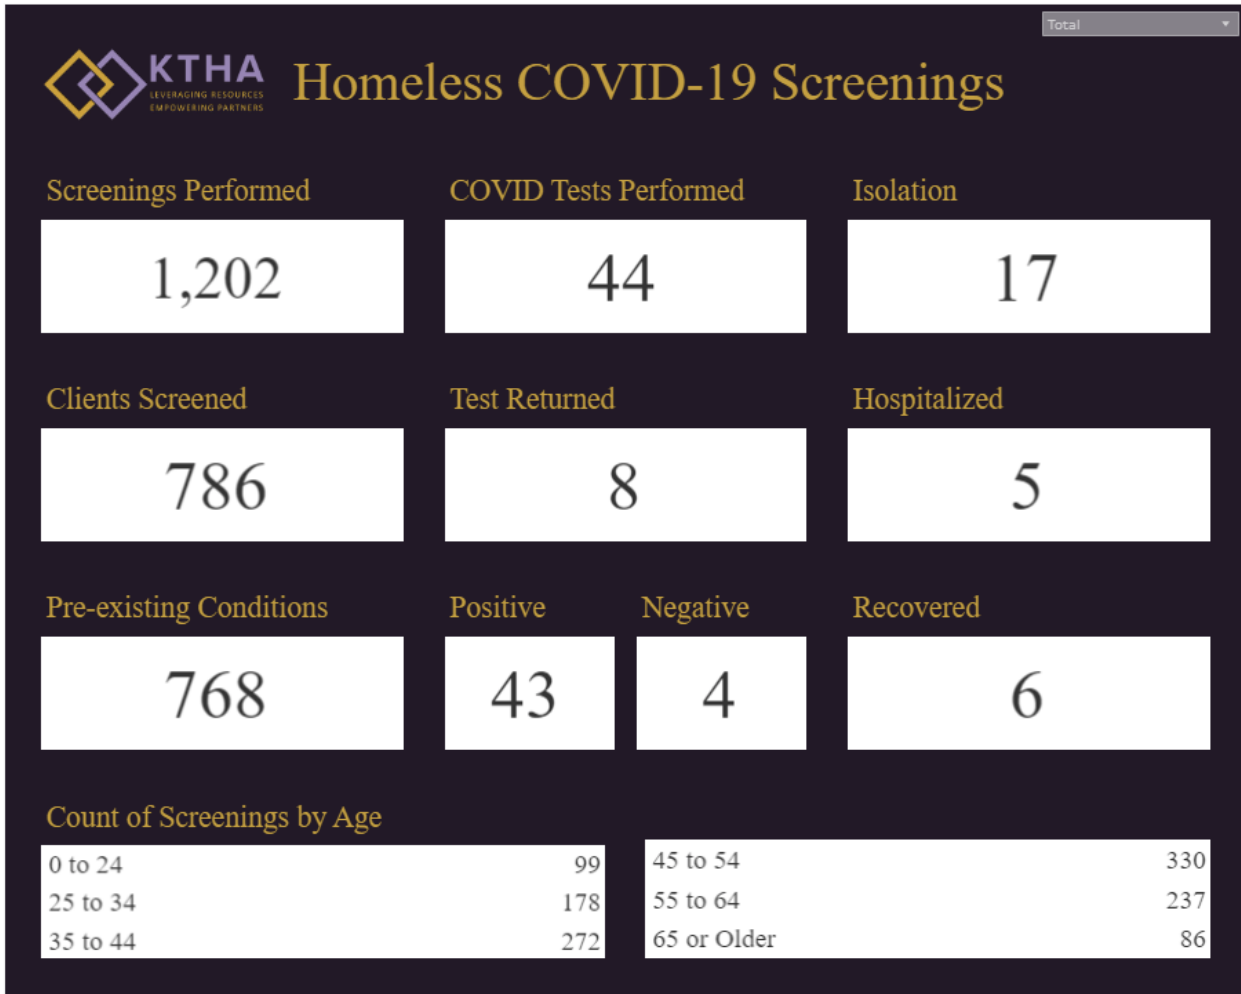 Total
KTHA
LEVERAGING RESOURCES
EMPOWERING PARTNERS
Homeless COVID-19 Screenings
Screenings Performed
1,202
COVID Tests Performed
44
Isolation
17
Clients Screened
786
Test Returned
8
Hospitalized
5
Pre-existing Conditions
768
Positive
43
Negative
4
Recovered
6
Count of Screenings by Age
0 to 24 99
25 to 34 178
35 to 44 272
45 to 54 330
55 to 64 237
65 or Older 86